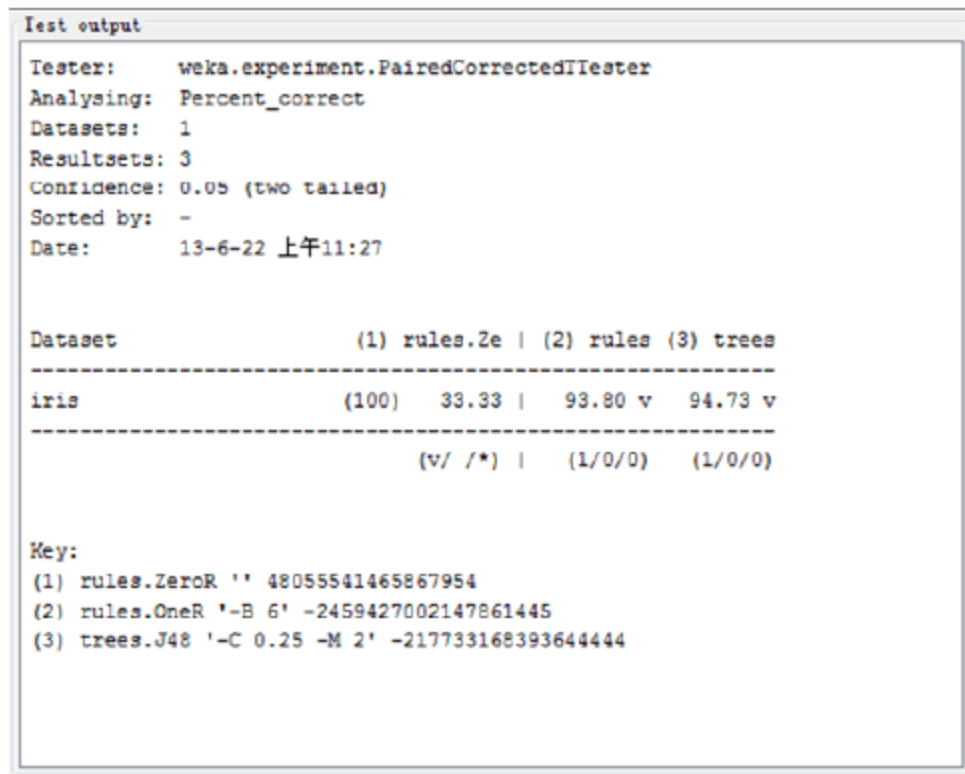 Test output
Tester: weka.experiment.PairedCorrectedTTester
Analysing: Percent_correct
Datasets: 1
Resultsets: 3
Confidence: 0.05 (two tailed)
Sorted by: -
Date: 13-6-22 上午11:27
Dataset (1) rules.Ze | (2) rules (3) trees
------------------------------------------------------------
iris (100) 33.33 | 93.80 v 94.73 v
------------------------------------------------------------
(v/ /*) | (1/0/0) (1/0/0)
Key:
(1) rules.ZeroR '' 48055541465867954
(2) rules.OneR '-B 6' -2459427002147861445
(3) trees.J48 '-C 0.25 -M 2' -217733168393644444